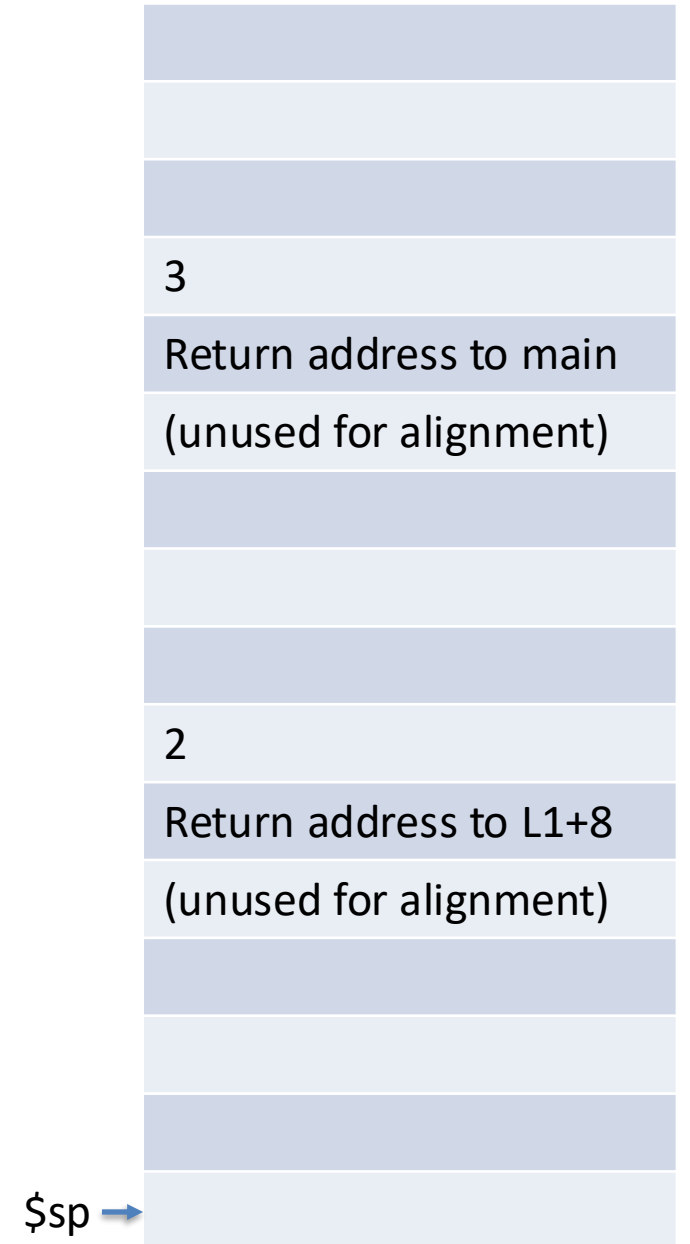 3
Return address to main
(unused for alignment)
2
Return address to L1+8
(unused for alignment)
$sp